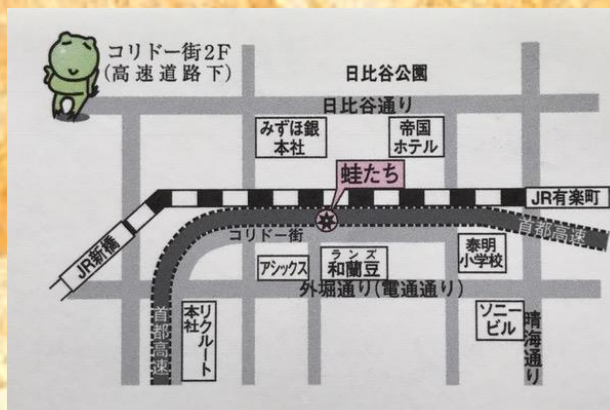 コリドー街2F
(高速道路下)
日比谷公園
日比谷通り
みずほ銀
本社
帝国
ホテル
蛙たち
JR有楽町
首都高速
コリドー街
JR新橋
アシックス
ランズ
和蘭豆
泰明
小学校
外堀通り(電通通り)
首都高速
リクルート
本社
ソニー
ビル
晴海通り